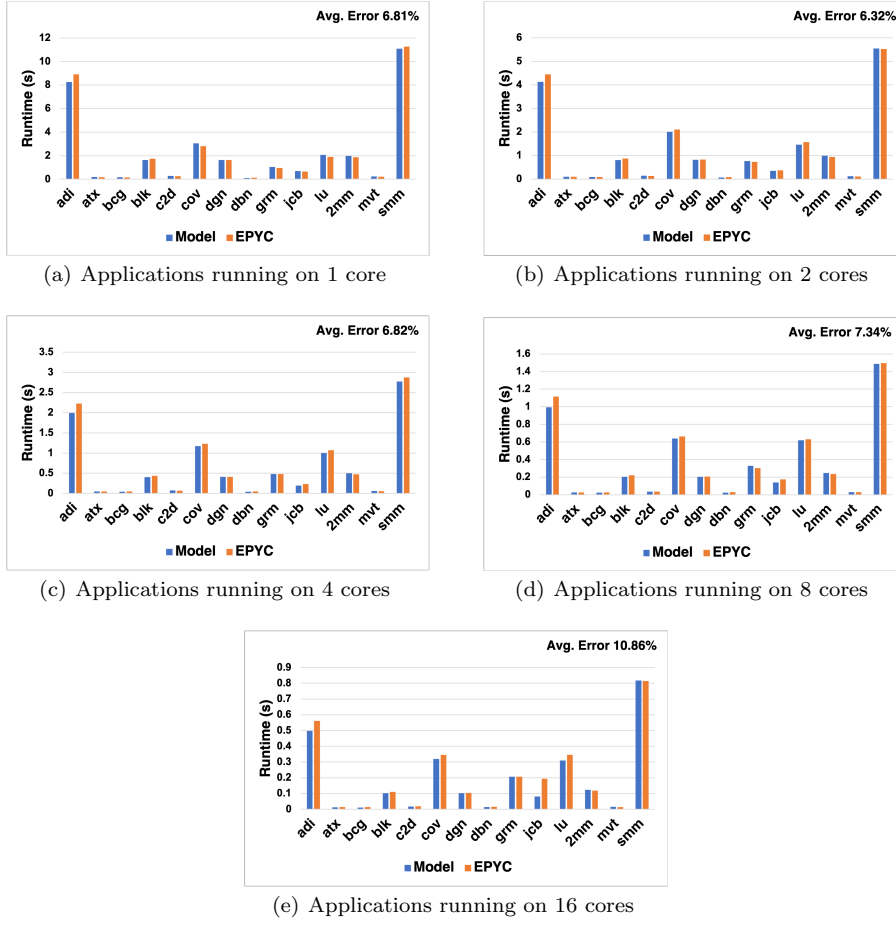 Avg. Error 6.81%
12
10
8
6
4
2
0
Runtime (s)
adi atx bcg blk c2d cov dgn dbn grm jcb lu 2mm mvt smm
Model EPYC
(a) Applications running on 1 core
Avg. Error 6.32%
6
5
4
3
2
1
0
Runtime (s)
adi atx bcg blk c2d cov dgn dbn grm jcb lu 2mm mvt smm
Model EPYC
(b) Applications running on 2 cores
Avg. Error 6.82%
3.5
3
2.5
2
1.5
1
0.5
0
Runtime (s)
adi atx bcg blk c2d cov dgn dbn grm jcb lu 2mm mvt smm
Model EPYC
(c) Applications running on 4 cores
Avg. Error 7.34%
1.6
1.4
1.2
1
0.8
0.6
0.4
0.2
0
Runtime (s)
adi atx bcg blk c2d cov dgn dbn grm jcb lu 2mm mvt smm
Model EPYC
(d) Applications running on 8 cores
Avg. Error 10.86%
0.9
0.8
0.7
0.6
0.5
0.4
0.3
0.2
0.1
0
Runtime (s)
adi atx bcg blk c2d cov dgn dbn grm jcb lu 2mm mvt smm
Model EPYC
(e) Applications running on 16 cores